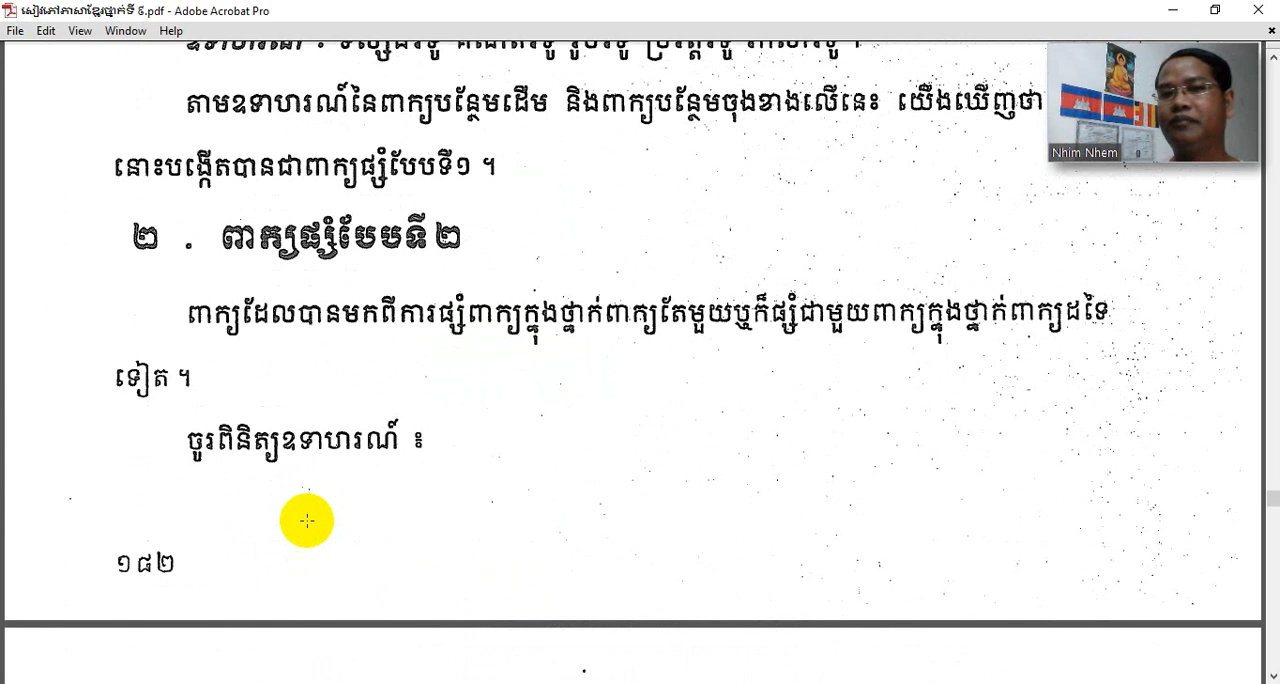 សៀវភៅភាសាខ្មែរថ្នាក់ទី ៩.pdf - Adobe Acrobat Pro
File Edit View Window Help
តាមឧទាហរណ៍នៃពាក្យបន្ថែមដើម និងពាក្យបន្ថែមចុងខាងលើនេះ យើងឃើញថា
Nhim Nhem
នោះបង្កើតបានជាពាក្យផ្សំបែបទី១ ។
២ . ពាក្យផ្សំបែបទី២
ពាក្យដែលបានមកពីការផ្សំពាក្យក្នុងថ្នាក់ពាក្យតែមួយឬក៏ផ្សំជាមួយពាក្យក្នុងថ្នាក់ពាក្យដទៃ
ទៀត ។
ចូរពិនិត្យឧទាហរណ៍ ៖
១៨២